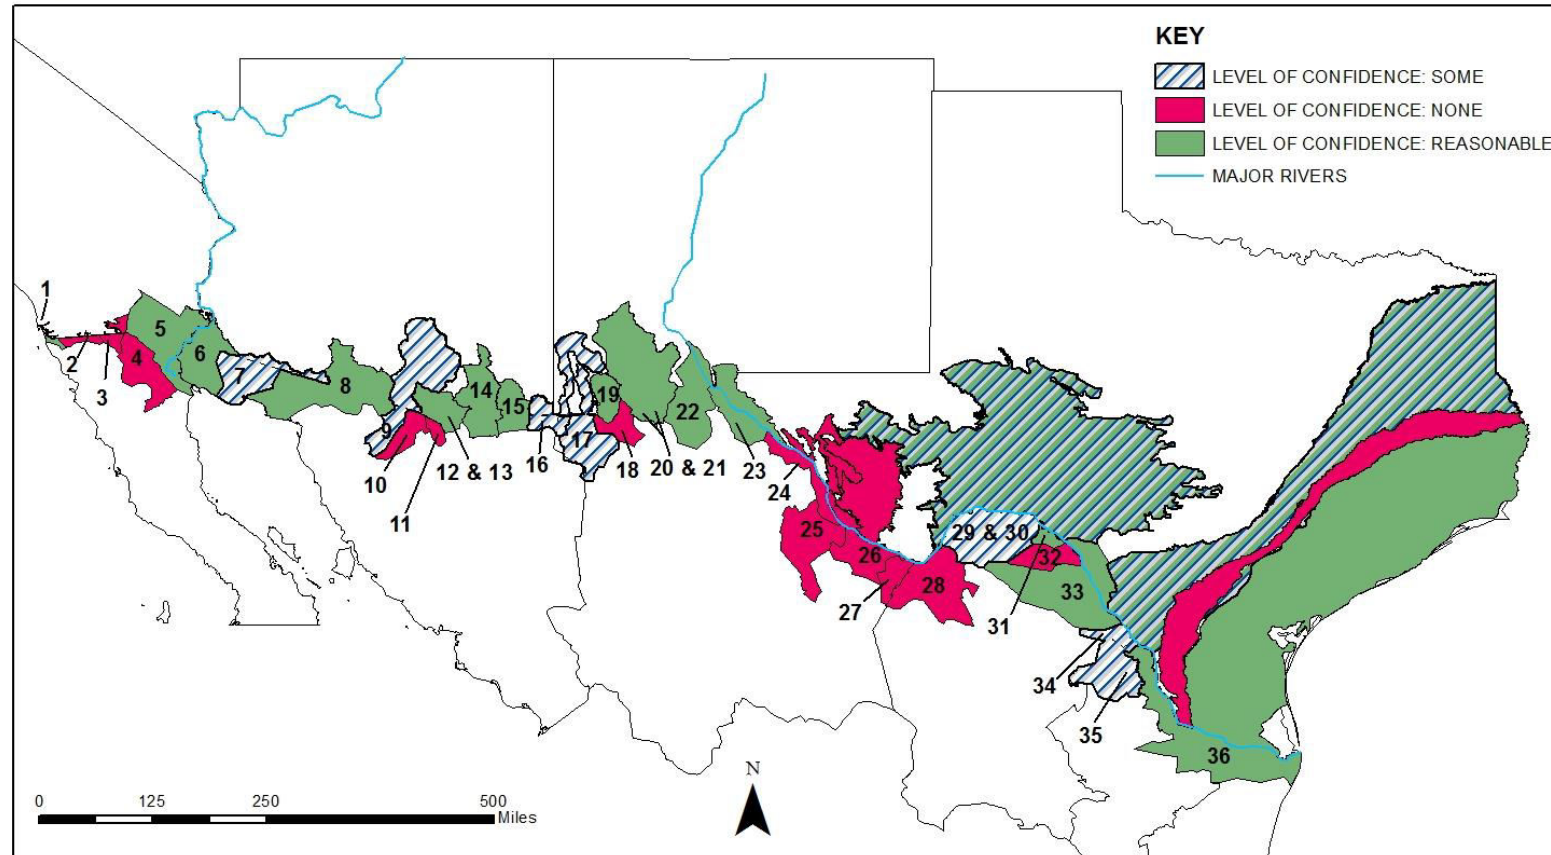 KEY
LEVEL OF CONFIDENCE: SOME
LEVEL OF CONFIDENCE: NONE
LEVEL OF CONFIDENCE: REASONABLE
MAJOR RIVERS
1
2
3
4
5
6
7
8
9
10
11
12 & 13
14
15
16
17
18
19
20 & 21
22
23
24
25
26
27
28
29 & 30
31
32
33
34
35
36
N
0 125 250 500
Miles